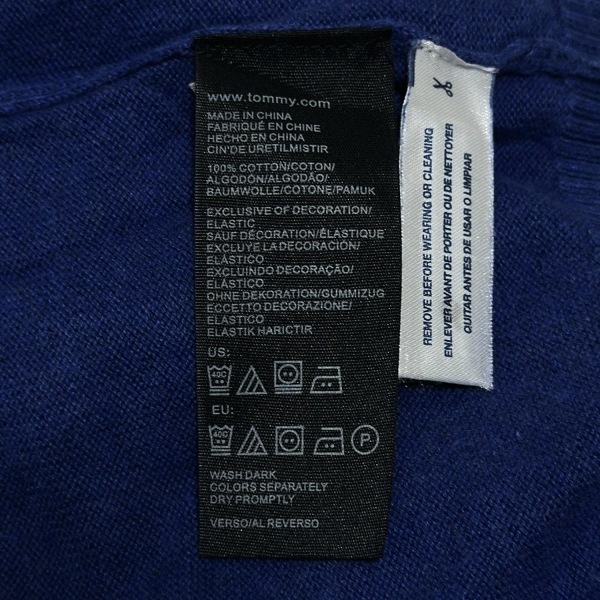 www.tommy.com
MADE IN CHINA
FABRIQUÉ EN CHINE
HECHO EN CHINA
CIN'DE URETILMISTIR
100% COTTON/COTON/
ALGODÓN/ALGODÃO/
BAUMWOLLE/COTONE/PAMUK
EXCLUSIVE OF DECORATION/
ELASTIC
SAUF DÉCORATION/ÉLASTIQUE
EXCLUYE LA DECORACIÓN/
ELÁSTICO
EXCLUINDO DECORAÇÃO/
ELÁSTICO
OHNE DEKORATION/GUMMIZUG
ECCETTO DECORAZIONE/
ELASTICO
ELASTIK HARICTIR
US:
40C
EU:
40C P
WASH DARK
COLORS SEPARATELY
DRY PROMPTLY
VERSO/AL REVERSO
REMOVE BEFORE WEARING OR CLEANING
ENLEVER AVANT DE PORTER OU DE NETTOYER
QUITAR ANTES DE USAR O LIMPIAR